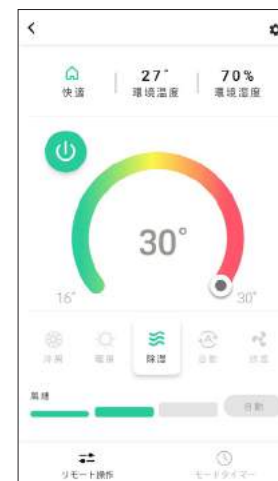 27° 70%
快適 環境温度 環境湿度
30°
16° 30°
冷房 暖房 除湿 自動 送風
風速
自動
リモート操作 モードタイマー